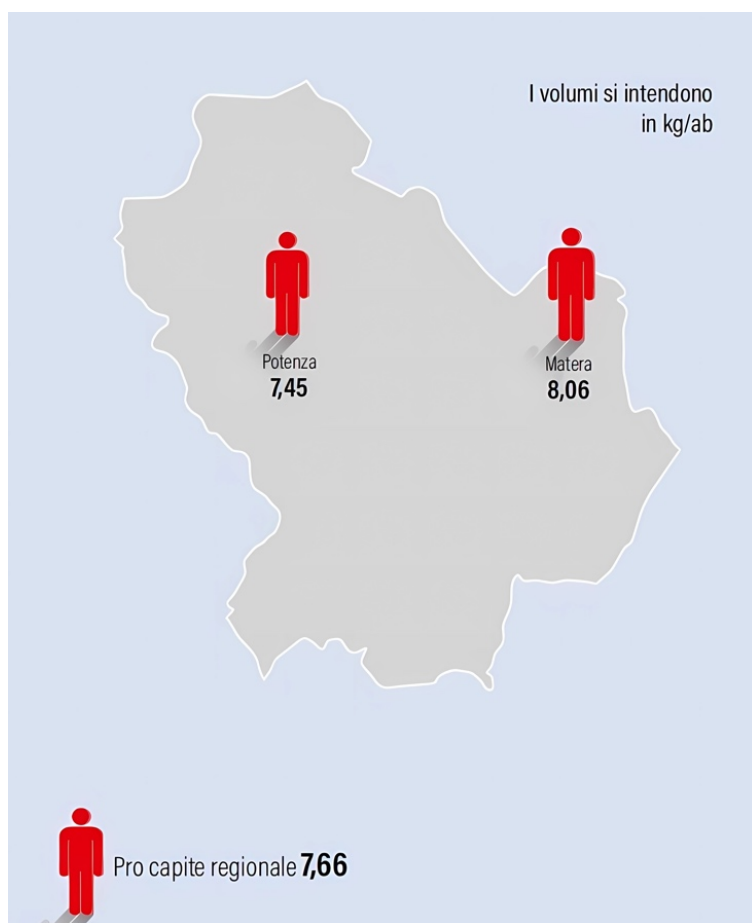 I volumi si intendono
in kg/ab
Potenza
7,45
Matera
8,06
Pro capite regionale 7,66